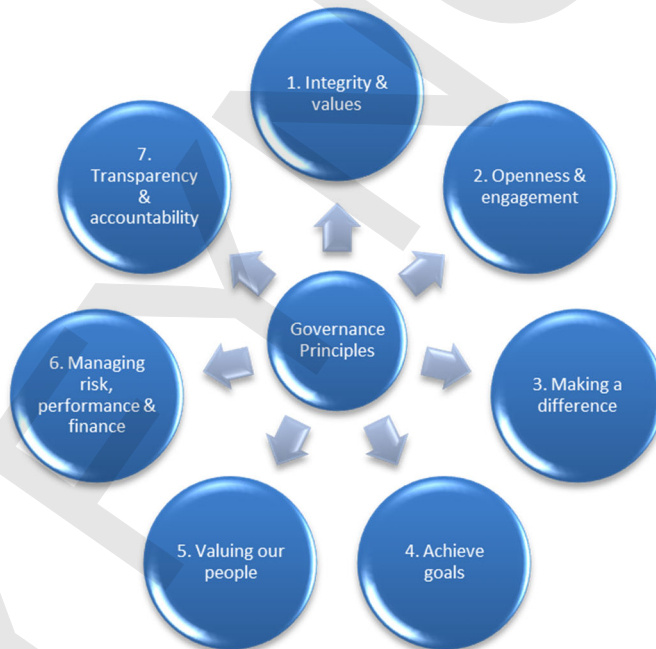 1. Integrity &
values
2. Openness &
engagement
3. Making a
difference
4. Achieve
goals
5. Valuing our
people
6. Managing
risk,
performance &
finance
7.
Transparency
&
accountability
Governance
Principles